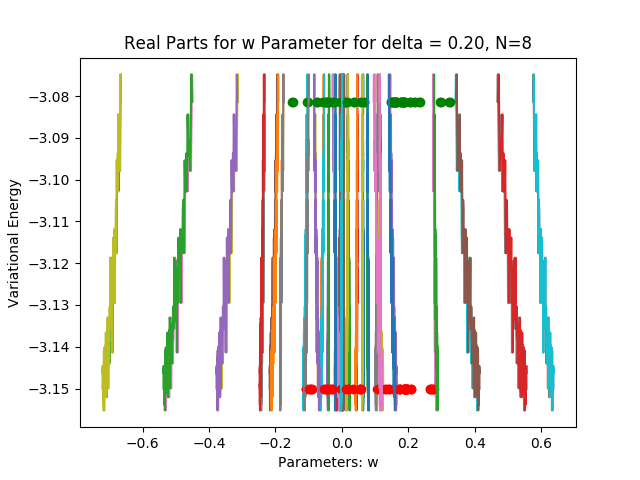 Real Parts for w Parameter for delta = 0.20, N=8
Variational Energy
−3.08
−3.09
−3.10
−3.11
−3.12
−3.13
−3.14
−3.15
−0.6 −0.4 −0.2 0.0 0.2 0.4 0.6
Parameters: w